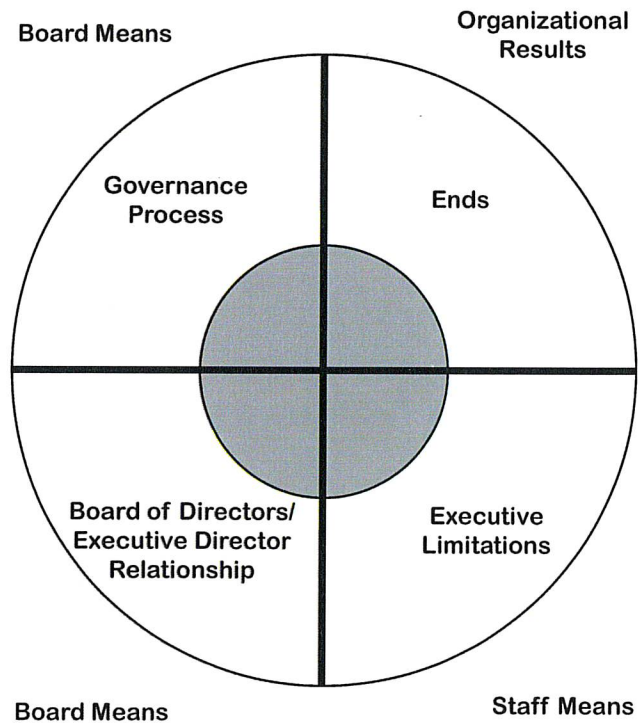 Board Means
Organizational
Results
Governance
Process
Ends
Board of Directors/
Executive Director
Relationship
Executive
Limitations
Board Means
Staff Means